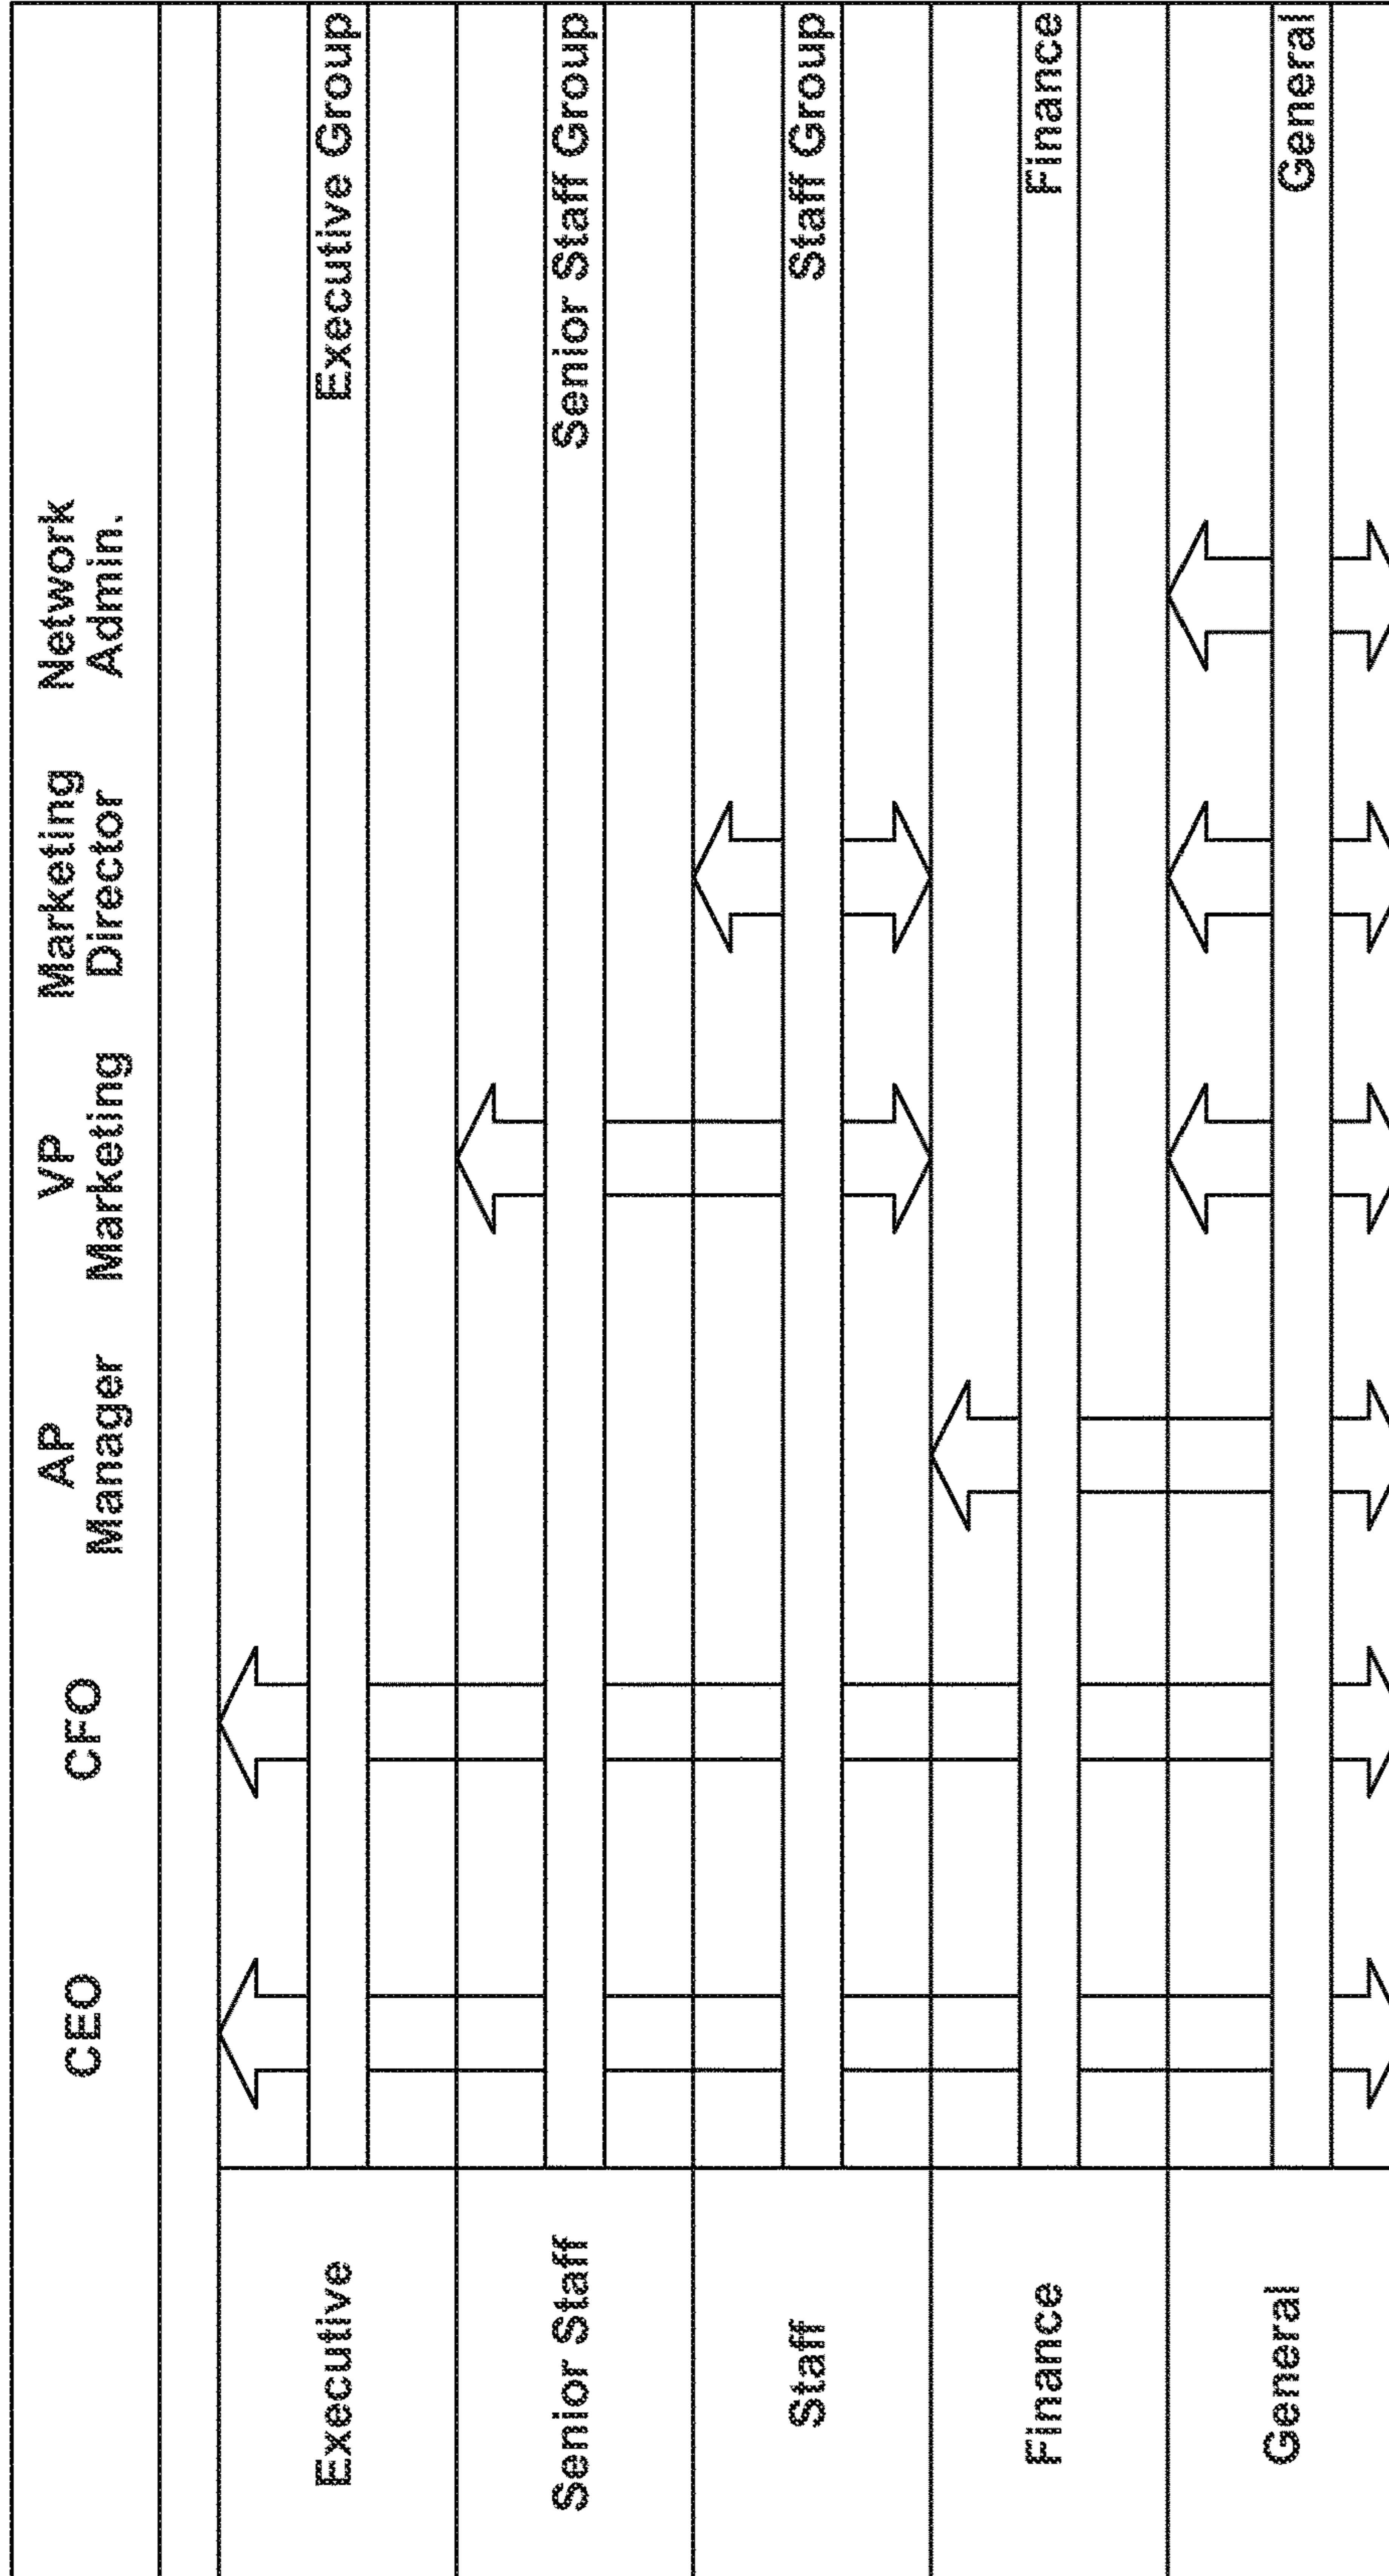 CEO
CFO
AP
Manager
VP
Marketing
Marketing
Director
Network
Admin.
Executive
Executive Group
Senior Staff
Senior Staff Group
Staff
Staff Group
Finance
Finance
General
General